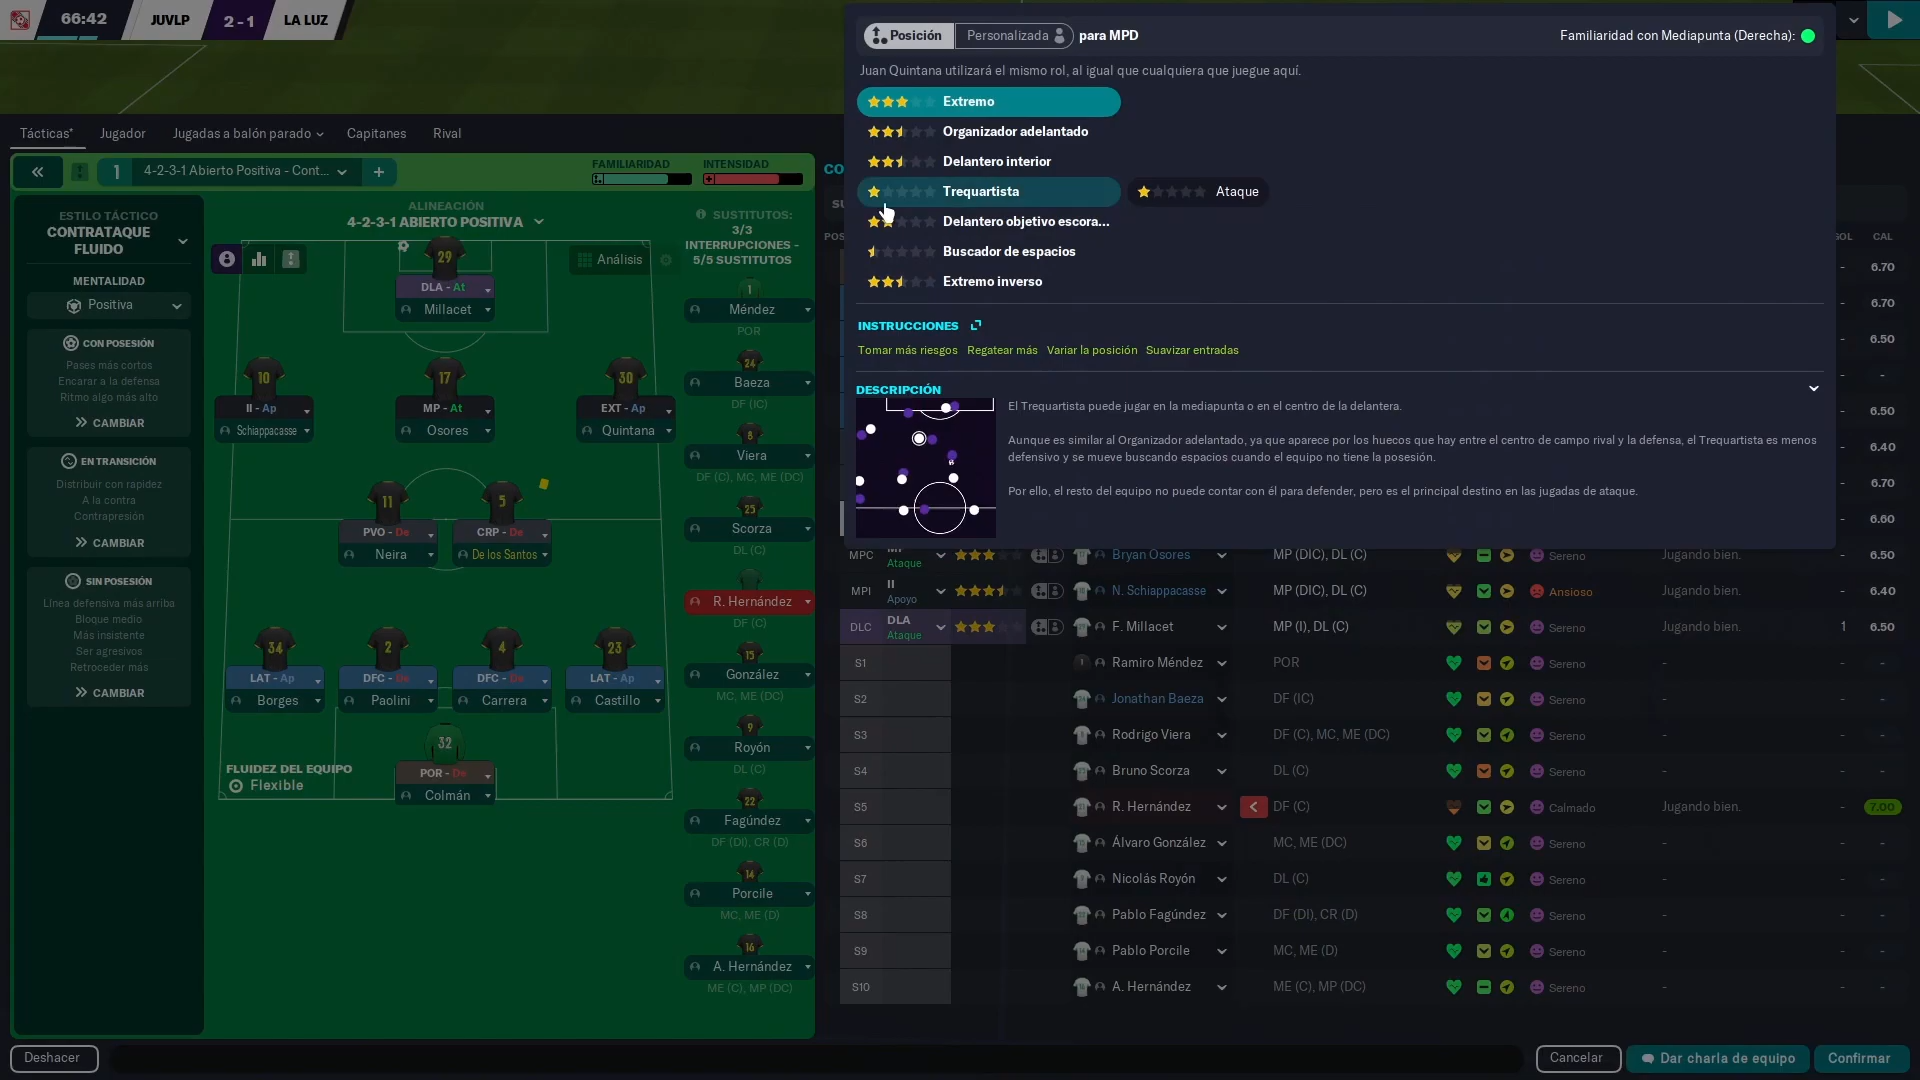 66:42
JUVLP
2 - 1
LA LUZ
Posición
Personalizada
para MPD
Familiaridad con Mediapunta (Derecha):
Juan Quintana utilizará el mismo rol, al igual que cualquiera que juegue aquí.
Extremo
Organizador adelantado
Delantero interior
Trequartista
Ataque
Delantero objetivo escora...
Buscador de espacios
Extremo inverso
INSTRUCCIONES
Tomar más riesgos Regatear más Variar la posición Suavizar entradas
DESCRIPCIÓN
El Trequartista puede jugar en la mediapunta o en el centro de la delantera.
Aunque es similar al Organizador adelantado, ya que aparece por los huecos que hay entre el centro de campo rival y la defensa, el Trequartista es menos
defensivo y se mueve buscando espacios cuando el equipo no tiene la posesión.
Por ello, el resto del equipo no puede contar con él para defender, pero es el principal destino en las jugadas de ataque.
Tácticas*
Jugador
Jugadas a balón parado
Capitanes
Rival
1
4-2-3-1 Abierto Positiva - Cont...
FAMILIARIDAD
INTENSIDAD
ESTILO TÁCTICO
CONTRATAQUE
FLUIDO
MENTALIDAD
Positiva
CON POSESIÓN
Pases más cortos
Encarar a la defensa
Ritmo algo más alto
CAMBIAR
EN TRANSICIÓN
Distribuir con rapidez
A la contra
Contrapresión
CAMBIAR
SIN POSESIÓN
Línea defensiva más arriba
Bloque medio
Más insistente
Ser agresivos
Retroceder más
CAMBIAR
ALINEACIÓN
4-2-3-1 ABIERTO POSITIVA
Análisis
29
DLA - At
Millacet
10
II - Ap
Schiappacasse
17
MP - At
Osores
30
EXT - Ap
Quintana
11
PVO - De
Neira
5
CRP - De
De los Santos
34
LAT - Ap
Borges
2
DFC - De
Paolini
4
DFC - De
Carrera
23
LAT - Ap
Castillo
32
POR - De
Colmán
FLUIDEZ DEL EQUIPO
Flexible
SUSTITUTOS:
3/3
INTERRUPCIONES -
5/5 SUSTITUTOS
1
Méndez
POR
24
Baeza
DF (IC)
8
Viera
DF (C), MC, ME (DC)
25
Scorza
DL (C)
R. Hernández
DF (C)
15
González
MC, ME (DC)
9
Royón
DL (C)
22
Fagúndez
DF (DI), CR (D)
14
Porcile
MC, ME (D)
16
A. Hernández
ME (C), MP (DC)
CO
SU
POS
GOL CAL
- 6.70
- 6.70
- 6.50
- -
- 6.50
- 6.40
- 6.70
- 6.60
MPC MP Ataque Bryan Osores MP (DIC), DL (C) Sereno Jugando bien. - 6.50
MPI II Apoyo N. Schiappacasse MP (DIC), DL (C) Ansioso Jugando bien. - 6.40
DLC DLA Ataque F. Millacet MP (I), DL (C) Sereno Jugando bien. 1 6.50
S1 Ramiro Méndez POR Sereno - - -
S2 Jonathan Baeza DF (IC) Sereno - - -
S3 Rodrigo Viera DF (C), MC, ME (DC) Sereno - - -
S4 Bruno Scorza DL (C) Sereno - - -
S5 R. Hernández DF (C) Calmado Jugando bien. - 7.00
S6 Álvaro González MC, ME (DC) Sereno - - -
S7 Nicolás Royón DL (C) Sereno - - -
S8 Pablo Fagúndez DF (DI), CR (D) Sereno - - -
S9 Pablo Porcile MC, ME (D) Sereno - - -
S10 A. Hernández ME (C), MP (DC) Sereno - - -
Deshacer
Cancelar
Dar charla de equipo
Confirmar